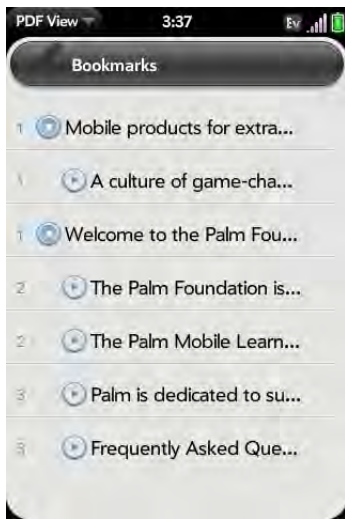 PDF View 3:37 Ev
Bookmarks
1 Mobile products for extra...
1 A culture of game-cha...
1 Welcome to the Palm Fou...
2 The Palm Foundation is...
2 The Palm Mobile Learn...
3 Palm is dedicated to su...
3 Frequently Asked Que...